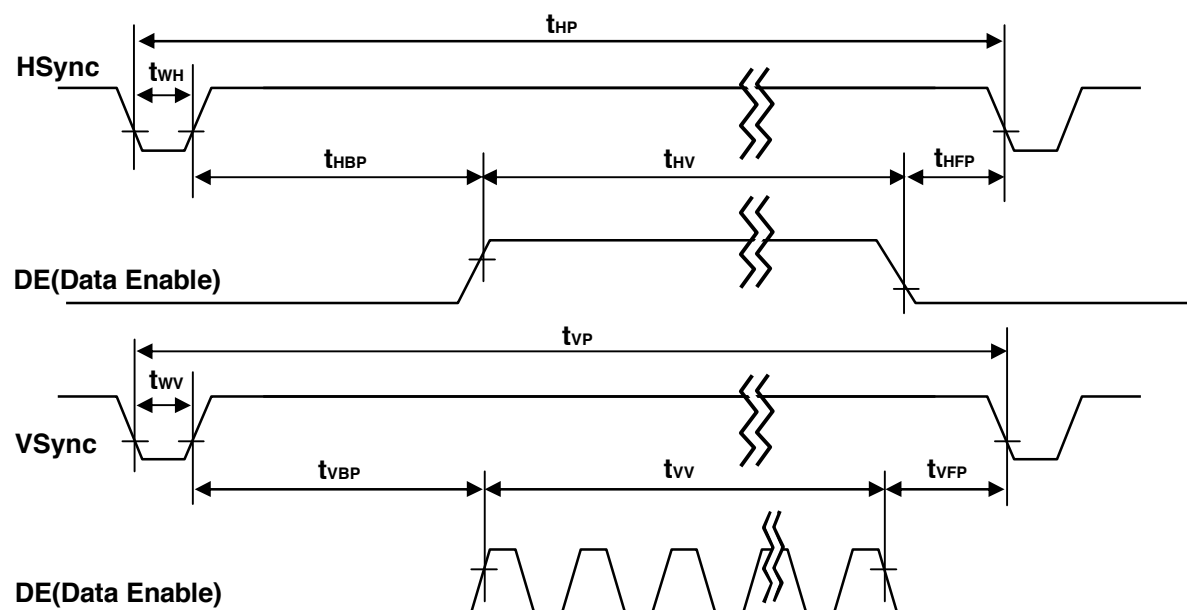 tHP
HSync
tWH
tHBP
tHV
tHFP
DE(Data Enable)
tVP
tWV
VSync
tVBP
tVV
tVFP
DE(Data Enable)